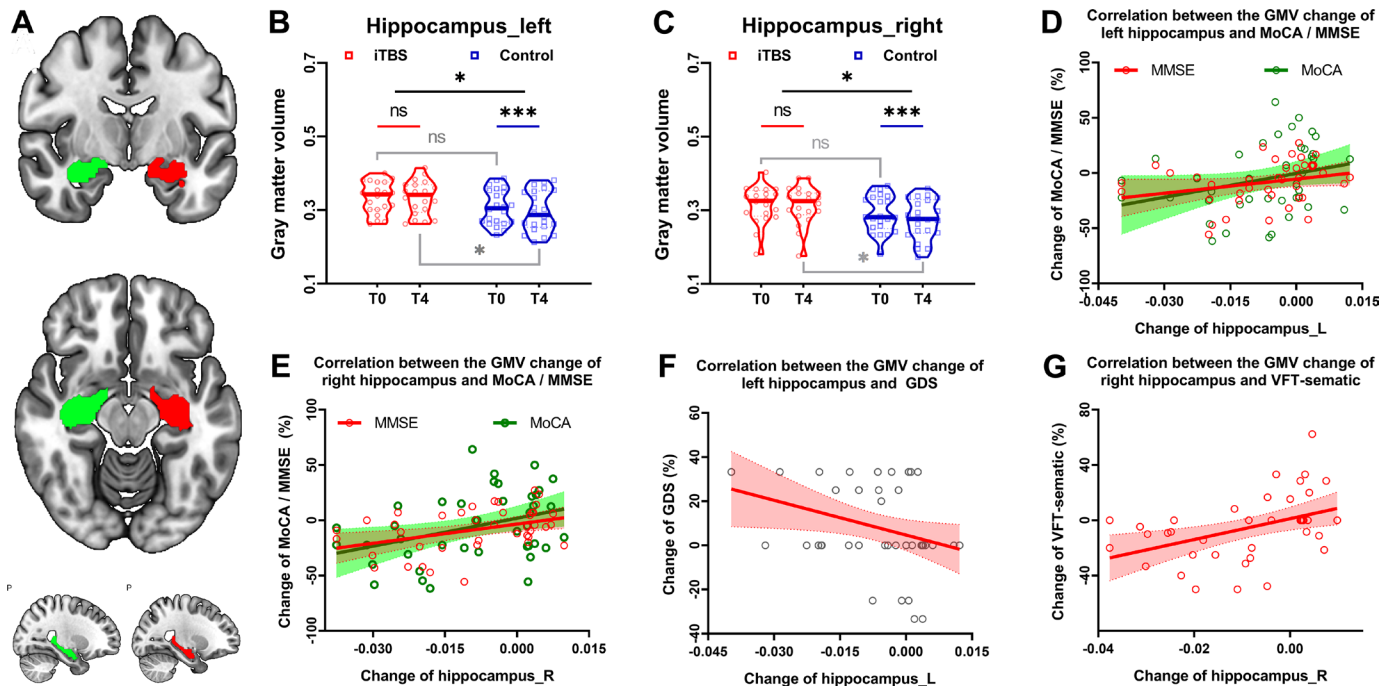 A
P
P
B
Hippocampus_left
iTBS
Control
Gray matter volume
0.7
0.5
0.3
0.1
*
ns
***
ns
*
T0
T4
T0
T4
C
Hippocampus_right
iTBS
Control
Gray matter volume
0.7
0.5
0.3
0.1
*
ns
***
ns
*
T0
T4
T0
T4
D
Correlation between the GMV change of
left hippocampus and MoCA / MMSE
MMSE
MoCA
Change of MoCA / MMSE (%)
100
50
0
-50
-100
-0.045
-0.030
-0.015
0.000
0.015
Change of hippocampus_L
E
Correlation between the GMV change of
right hippocampus and MoCA / MMSE
MMSE
MoCA
Change of MoCA / MMSE (%)
100
50
0
-50
-100
-0.030
-0.015
0.000
0.015
Change of hippocampus_R
F
Correlation between the GMV change of
left hippocampus and GDS
Change of GDS (%)
60
40
20
0
-20
-40
-0.045
-0.030
-0.015
0.000
0.015
Change of hippocampus_L
G
Correlation between the GMV change of
right hippocampus and VFT-sematic
Change of VFT-sematic (%)
80
40
0
-40
-0.04
-0.02
0.00
Change of hippocampus_R